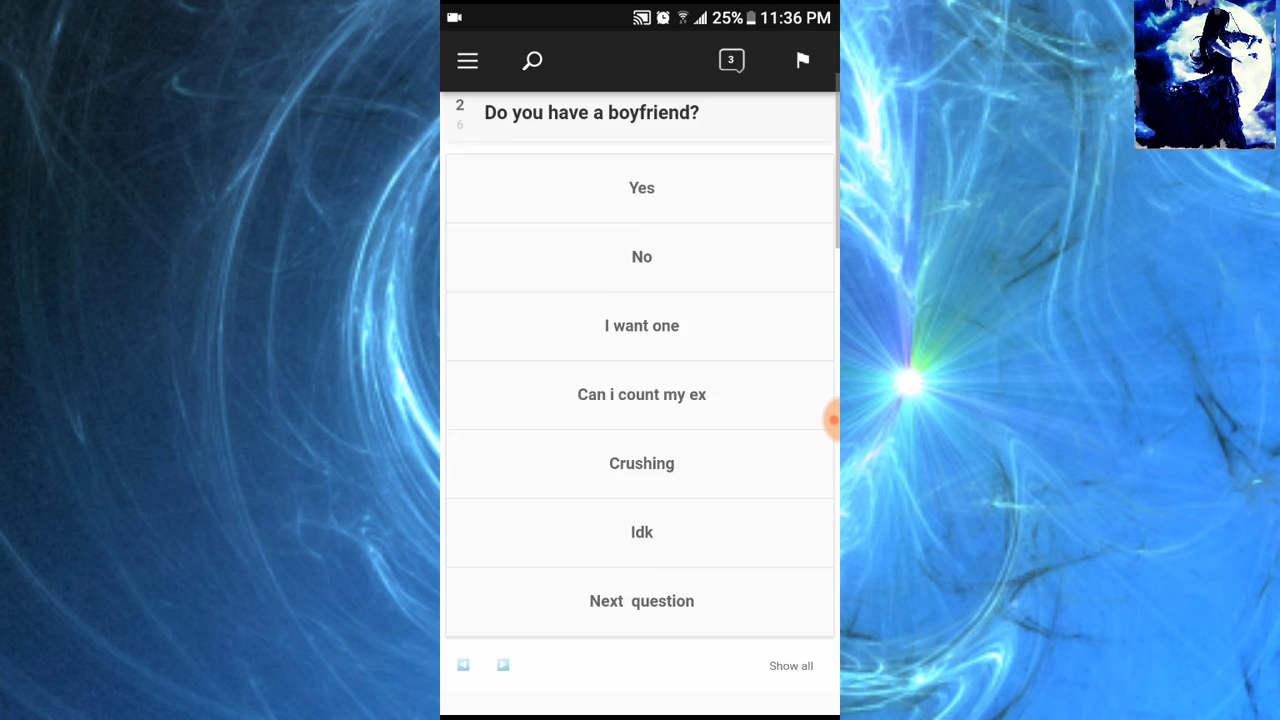 25% 11:36 PM
3
2
6
Do you have a boyfriend?
Yes
No
I want one
Can i count my ex
Crushing
Idk
Next  question
Show all